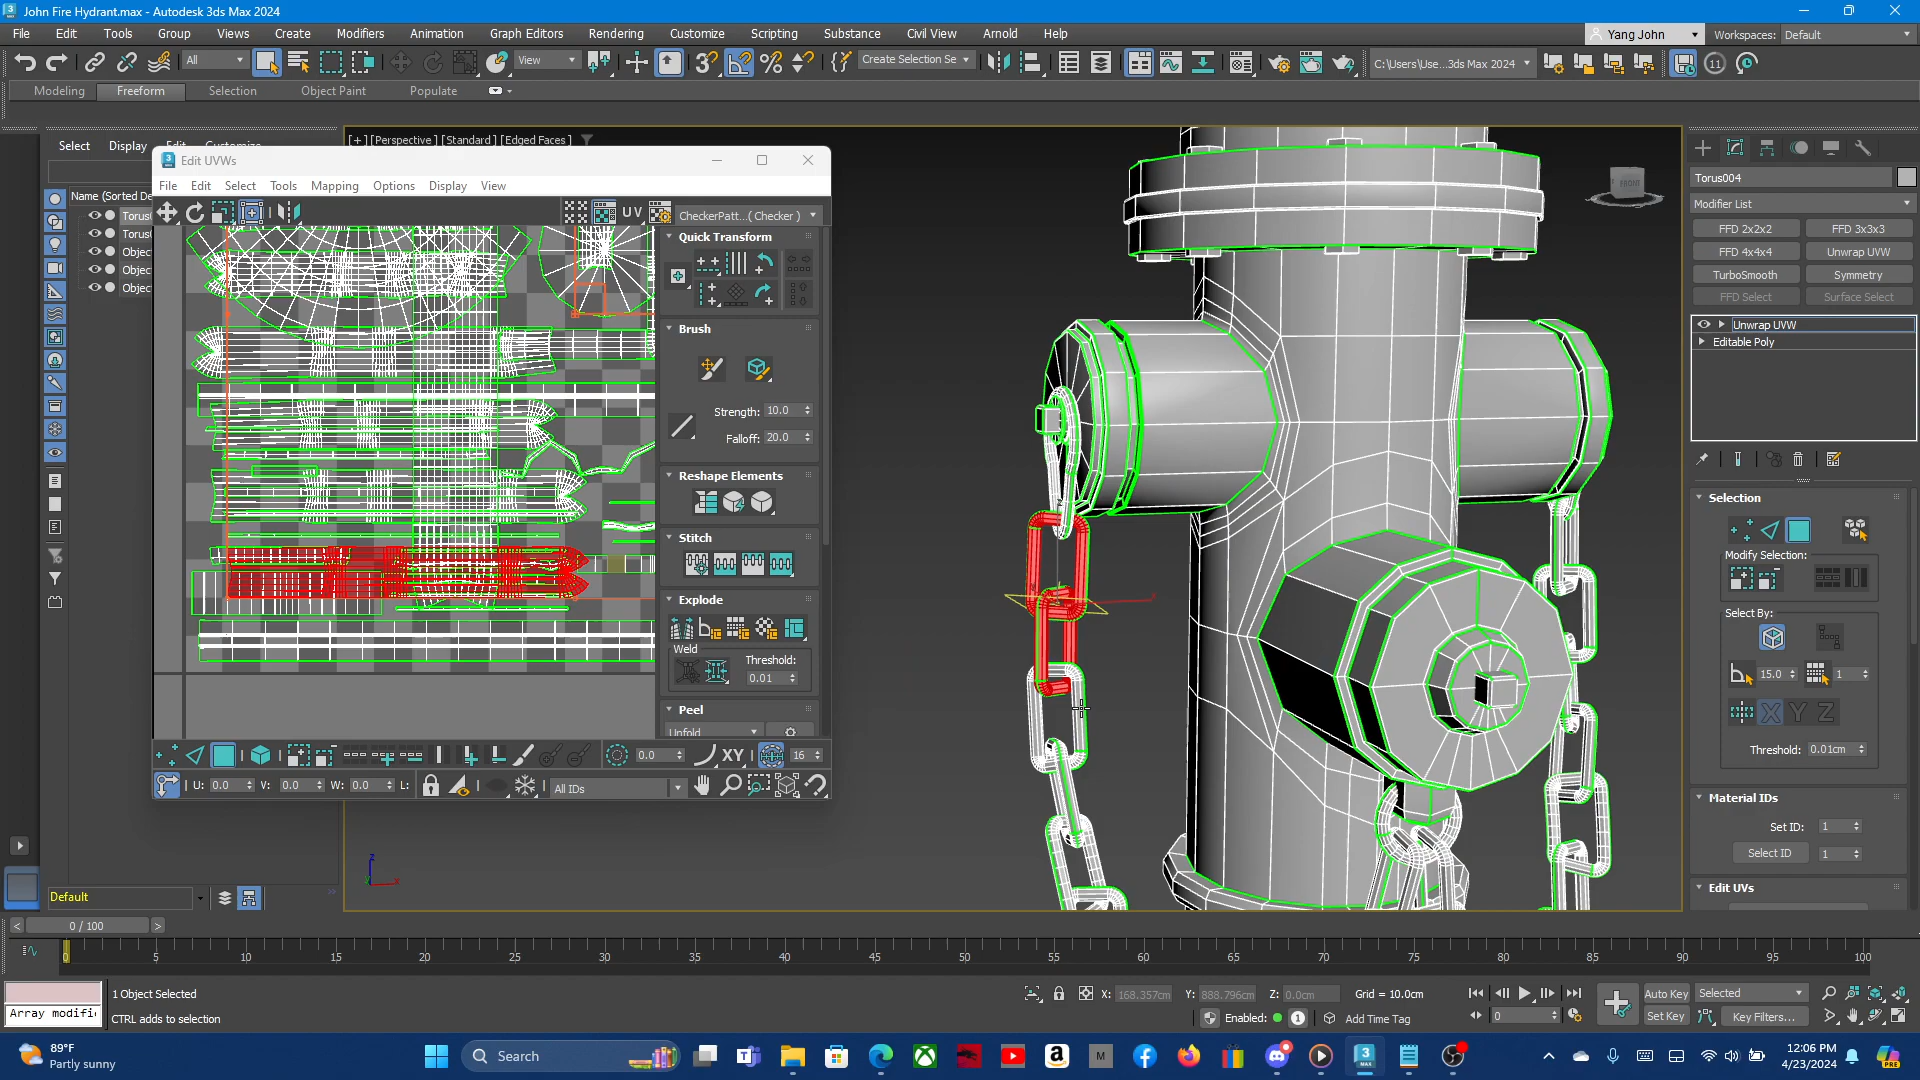 John Fire Hydrant.max - Autodesk 3ds Max 2024
File Edit Tools Group Views Create Modifiers Animation Graph Editors Rendering Customize Scripting Substance Civil View Arnold Help
Yang John Workspaces: Default
All View Create Selection Se C:\Users\Use...3ds Max 2024
Modeling Freeform Selection Object Paint Populate
[+] [Perspective] [Standard] [Edged Faces]
Select Display Edit Customize
Name (Sorted De
Torus
Torus
Objec
Objec
Objec
Edit UVWs
File Edit Select Tools Mapping Options Display View
UV CheckerPatt...( Checker )
Quick Transform
Brush
Strength: 10.0
Falloff: 20.0
Reshape Elements
Stitch
Explode
Weld
Threshold:
0.01
Peel
Unfold
0.0 XY 16
U: 0.0 V: 0.0 W: 0.0 L: All IDs
FRONT
Torus004
Modifier List
FFD 2x2x2 FFD 3x3x3
FFD 4x4x4 Unwrap UVW
TurboSmooth Symmetry
FFD Select Surface Select
Unwrap UVW
Editable Poly
Selection
Modify Selection:
Select By:
15.0 1
X Y Z
Threshold: 0.01cm
Material IDs
Set ID: 1
Select ID 1
Edit UVs
z
x
Default
0 / 100
0 5 10 15 20 25 30 35 40 45 50 55 60 65 70 75 80 85 90 95 100
1 Object Selected
X: 168.357cm Y: 888.796cm Z: 0.0cm Grid = 10.0cm
Auto Key Selected
Array modifi
CTRL adds to selection
Enabled: 1 Add Time Tag
0
Set Key Key Filters...
89°F
Partly sunny
Search
12:06 PM
4/23/2024